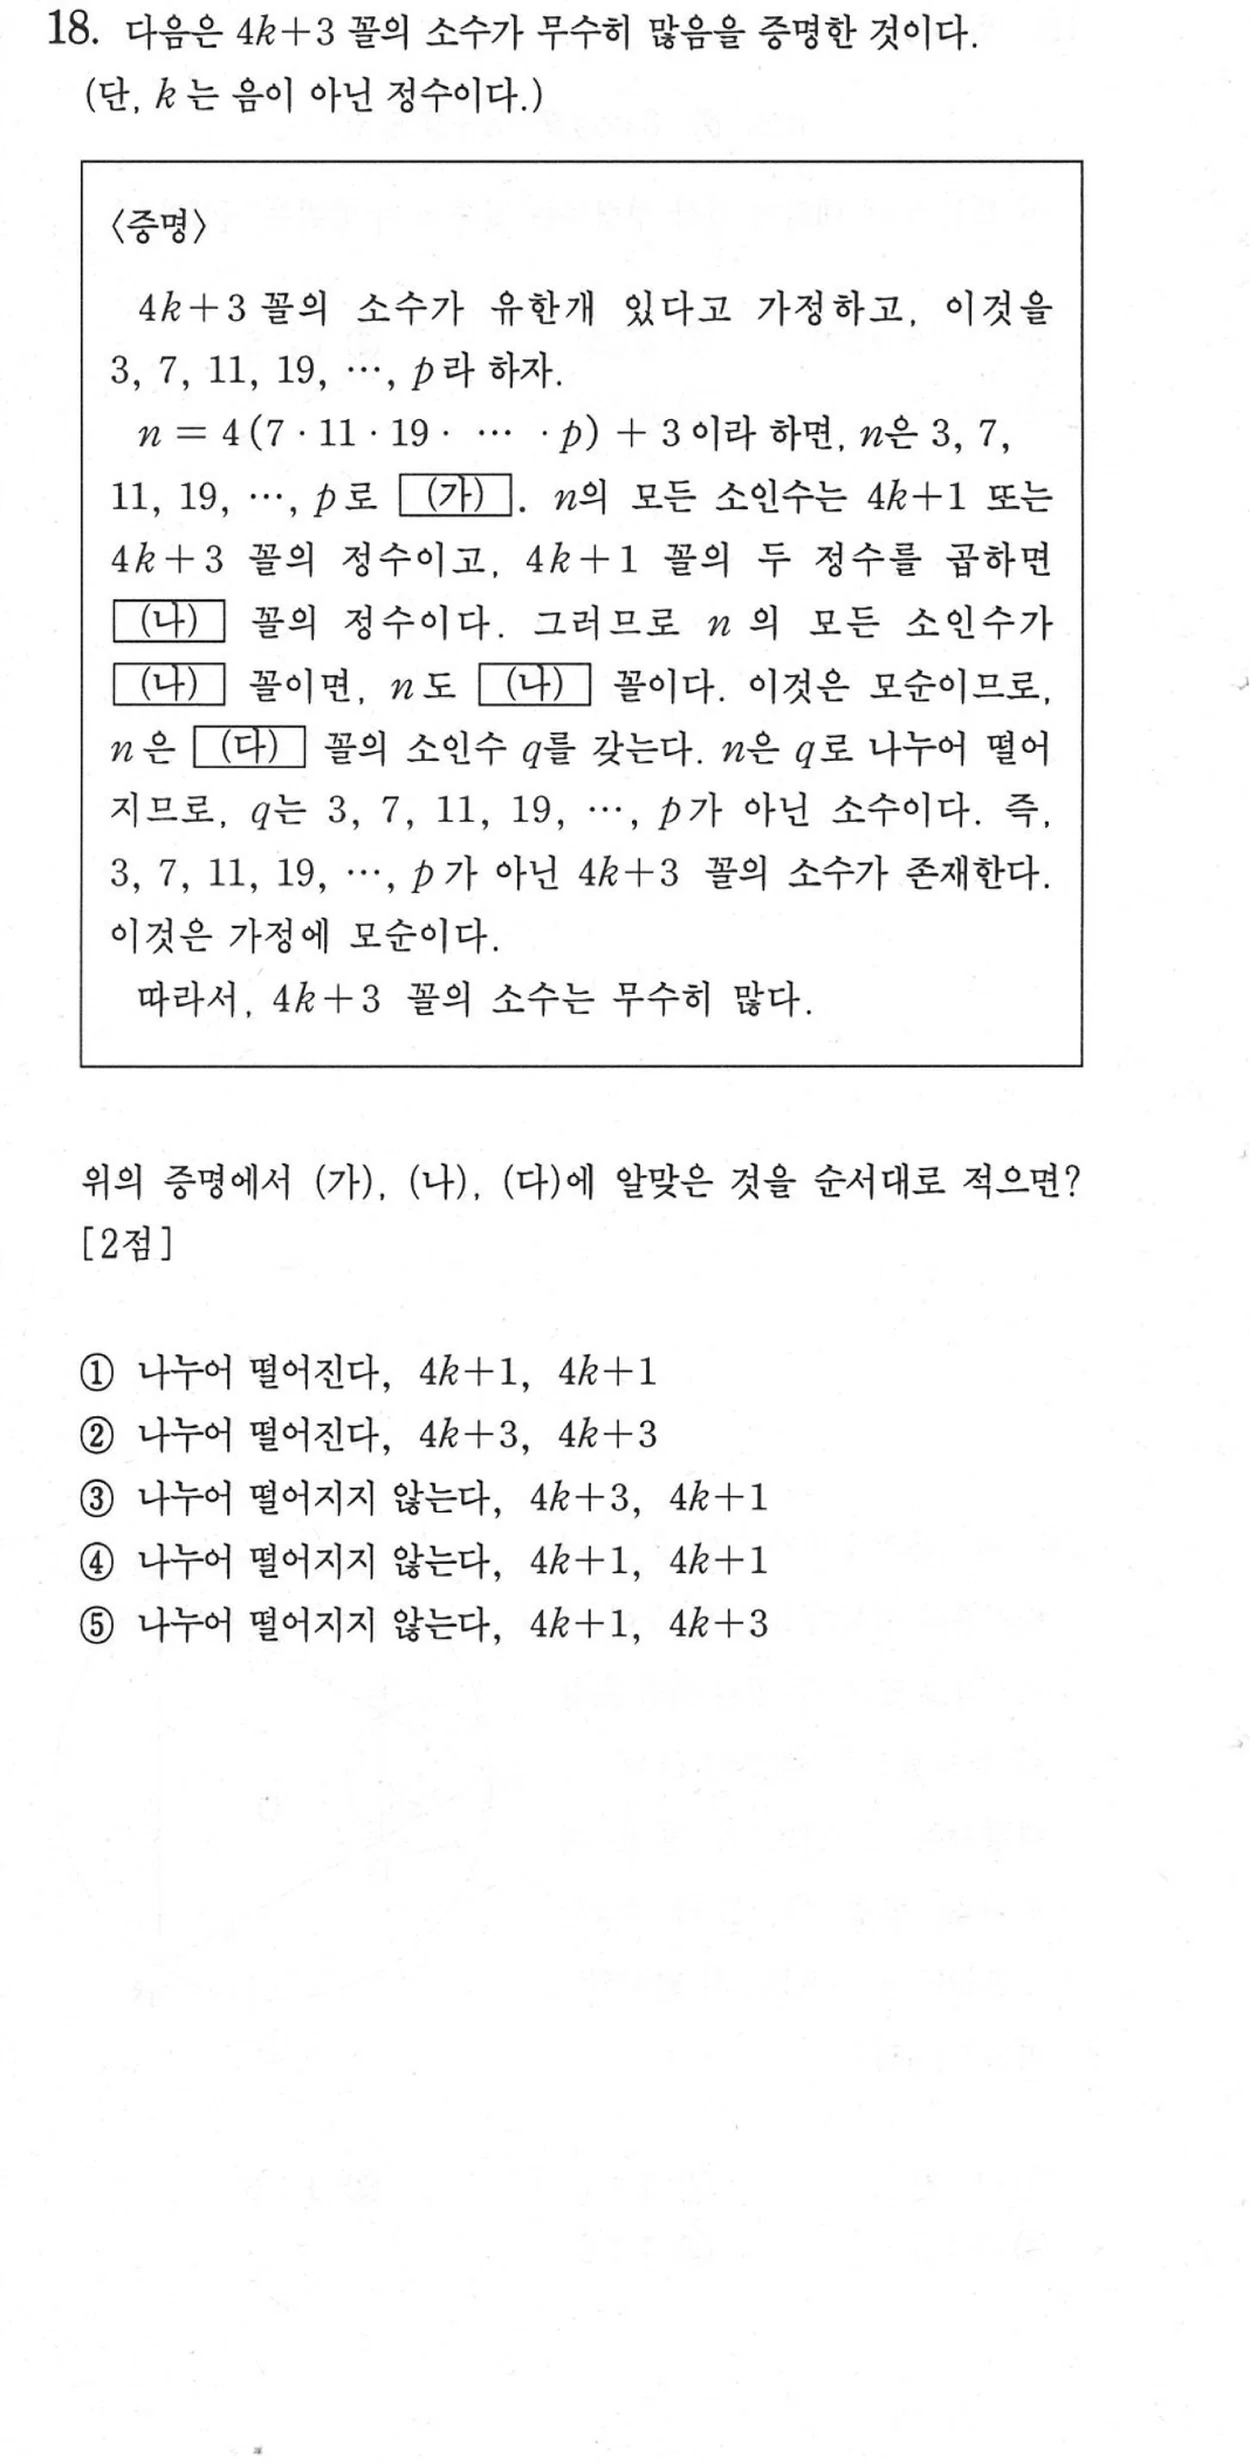 18. 다음은 4k+3 꼴의 소수가 무수히 많음을 증명한 것이다.
(단, k는 음이 아닌 정수이다.)
〈증명〉
4k+3 꼴의 소수가 유한개 있다고 가정하고, 이것을
3, 7, 11, 19, ⋯, p라 하자.
n = 4(7 · 11 · 19 · ⋯ · p) + 3이라 하면, n은 3, 7,
11, 19, ⋯, p로 (가). n의 모든 소인수는 4k+1 또는
4k+3 꼴의 정수이고, 4k+1 꼴의 두 정수를 곱하면
(나) 꼴의 정수이다. 그러므로 n의 모든 소인수가
(나) 꼴이면, n도 (나) 꼴이다. 이것은 모순이므로,
n은 (다) 꼴의 소인수 q를 갖는다. n은 q로 나누어 떨어
지므로, q는 3, 7, 11, 19, ⋯, p가 아닌 소수이다. 즉,
3, 7, 11, 19, ⋯, p가 아닌 4k+3 꼴의 소수가 존재한다.
이것은 가정에 모순이다.
따라서, 4k+3 꼴의 소수는 무수히 많다.
위의 증명에서 (가), (나), (다)에 알맞은 것을 순서대로 적으면?
[2점]
① 나누어 떨어진다, 4k+1, 4k+1
② 나누어 떨어진다, 4k+3, 4k+3
③ 나누어 떨어지지 않는다, 4k+3, 4k+1
④ 나누어 떨어지지 않는다, 4k+1, 4k+1
⑤ 나누어 떨어지지 않는다, 4k+1, 4k+3